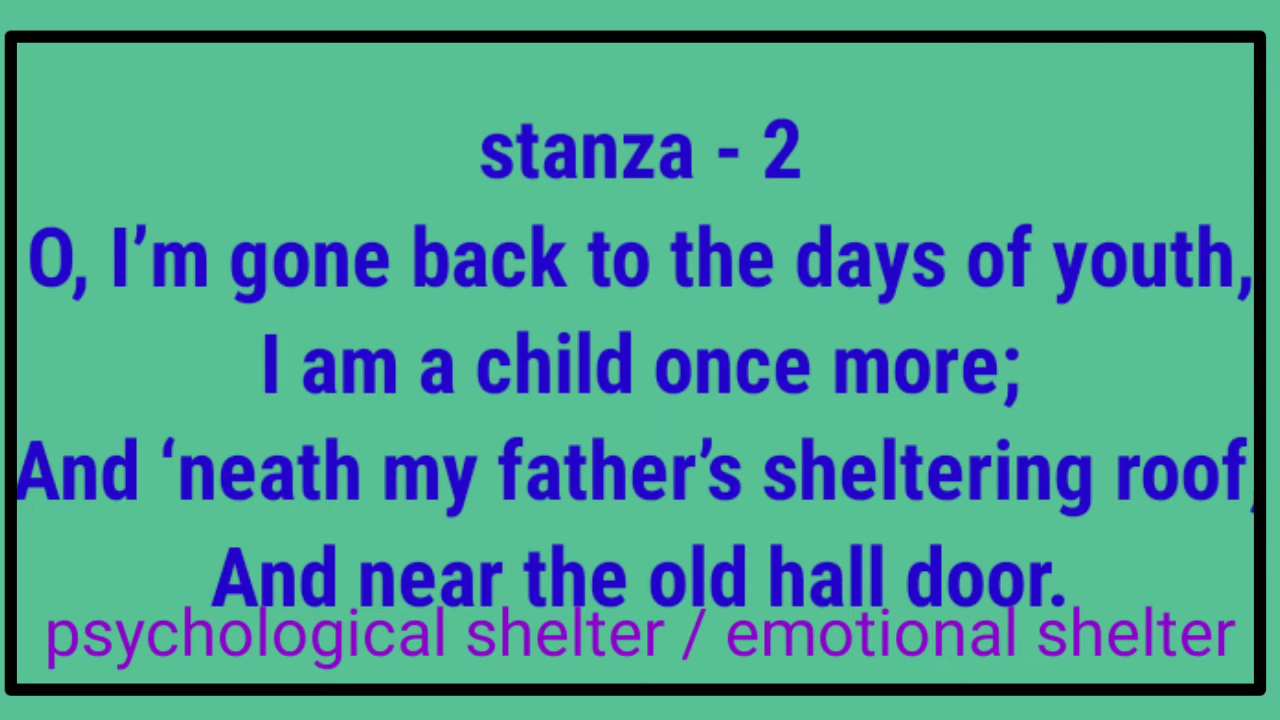 stanza - 2
O, I’m gone back to the days of youth,
I am a child once more;
And ‘neath my father’s sheltering roof,
And near the old hall door.
psychological shelter / emotional shelter